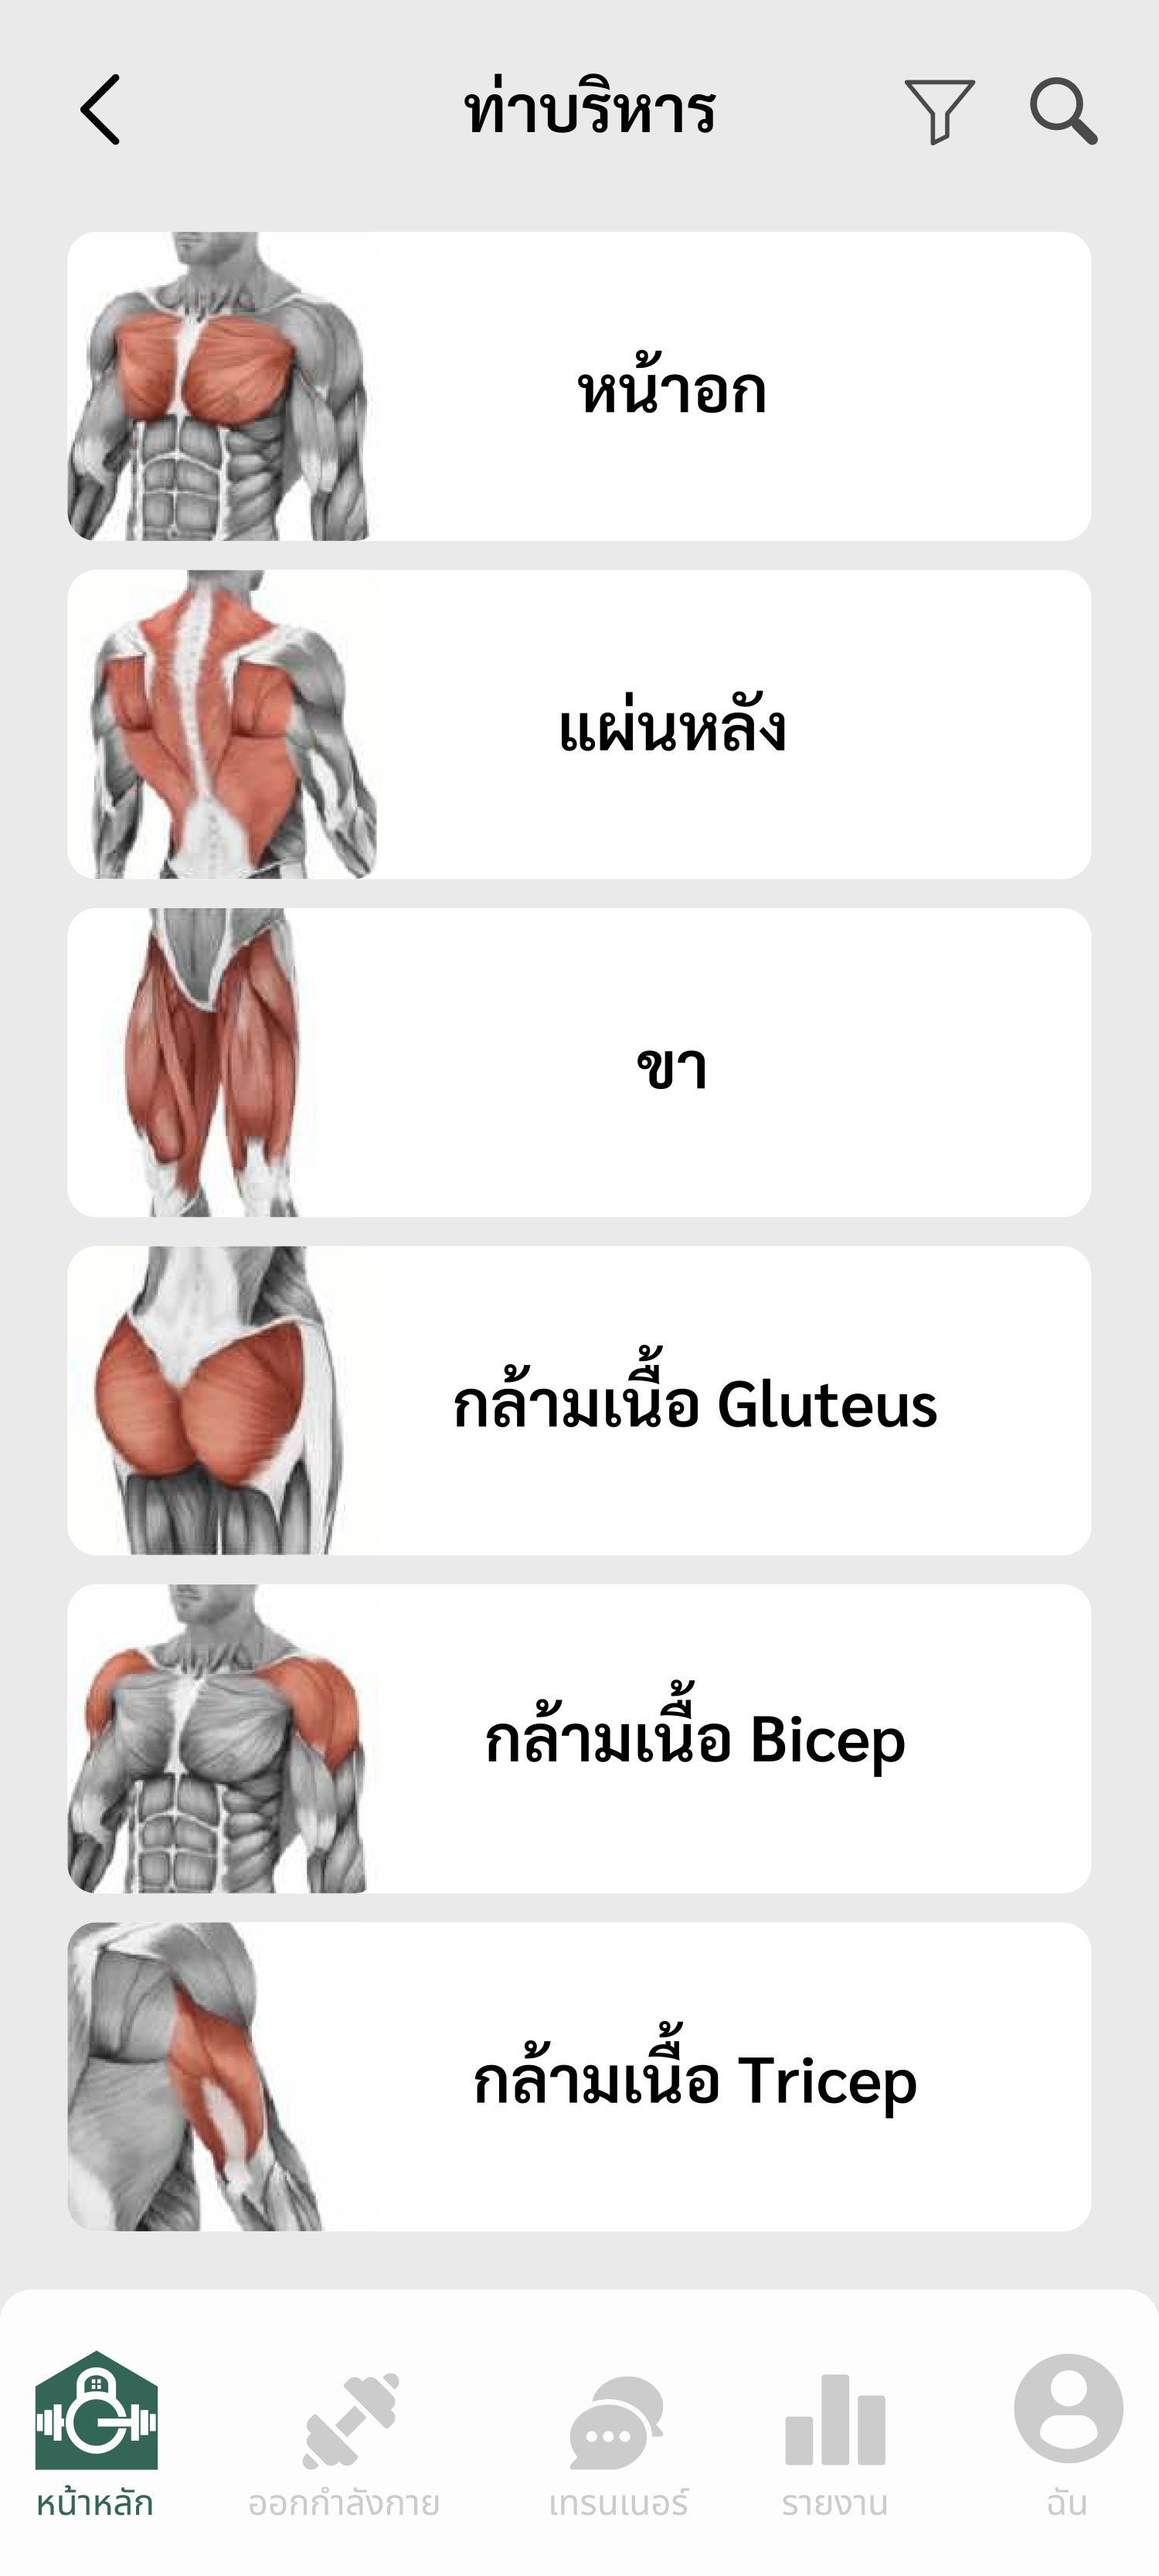 ท่าบริหาร
หน้าอก
แผ่นหลัง
ขา
กล้ามเนื้อ Gluteus
กล้ามเนื้อ Bicep
กล้ามเนื้อ Tricep
หน้าหลัก
ออกกำลังกาย
เทรนเนอร์
รายงาน
ฉัน